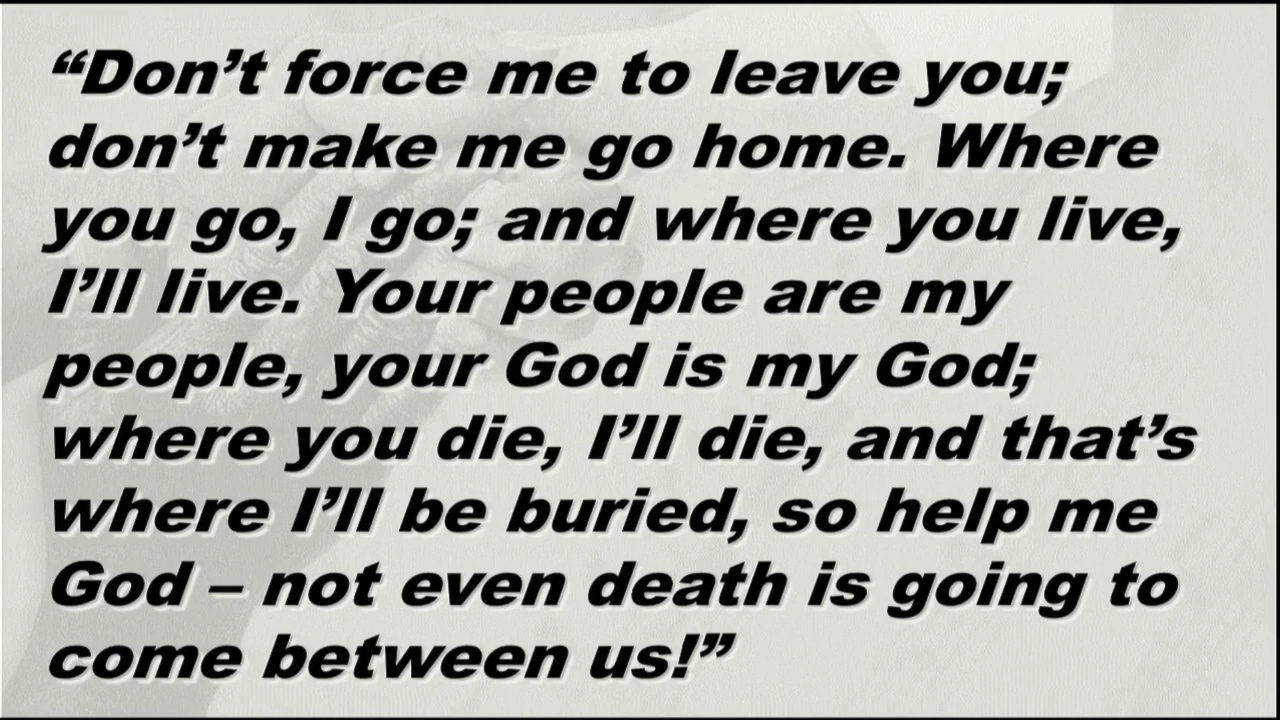 “Don’t force me to leave you;
don’t make me go home. Where
you go, I go; and where you live,
I’ll live. Your people are my
people, your God is my God;
where you die, I’ll die, and that’s
where I’ll be buried, so help me
God – not even death is going to
come between us!”